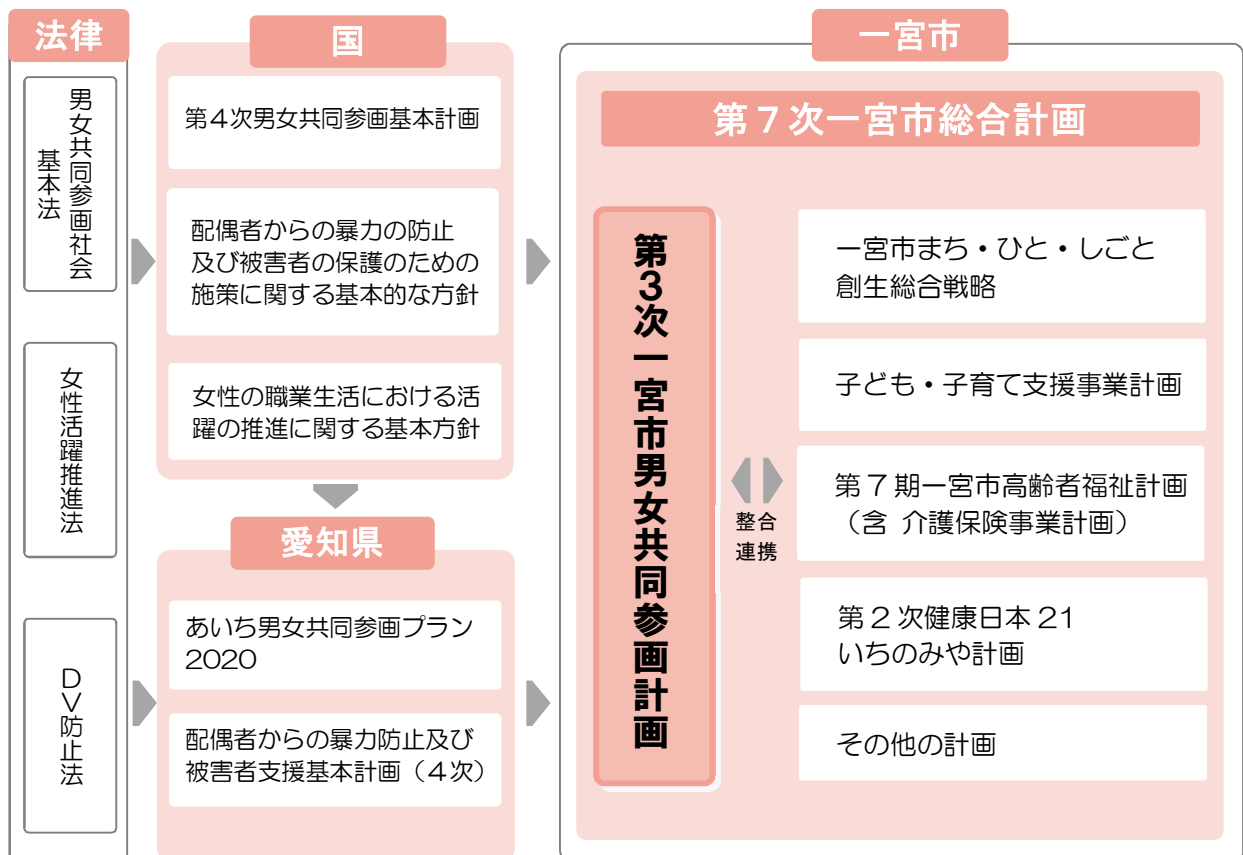 法律
男女共同参画社会
基本法
女性活躍推進法
DV防止法
国
第4次男女共同参画基本計画
配偶者からの暴力の防止
及び被害者の保護のための
施策に関する基本的な方針
女性の職業生活における活
躍の推進に関する基本方針
愛知県
あいち男女共同参画プラン
2020
配偶者からの暴力防止及び
被害者支援基本計画（4次）
一宮市
第7次一宮市総合計画
第3次一宮市男女共同参画計画
整合
連携
一宮市まち・ひと・しごと
創生総合戦略
子ども・子育て支援事業計画
第7期一宮市高齢者福祉計画
（含 介護保険事業計画）
第2次健康日本21
いちのみや計画
その他の計画